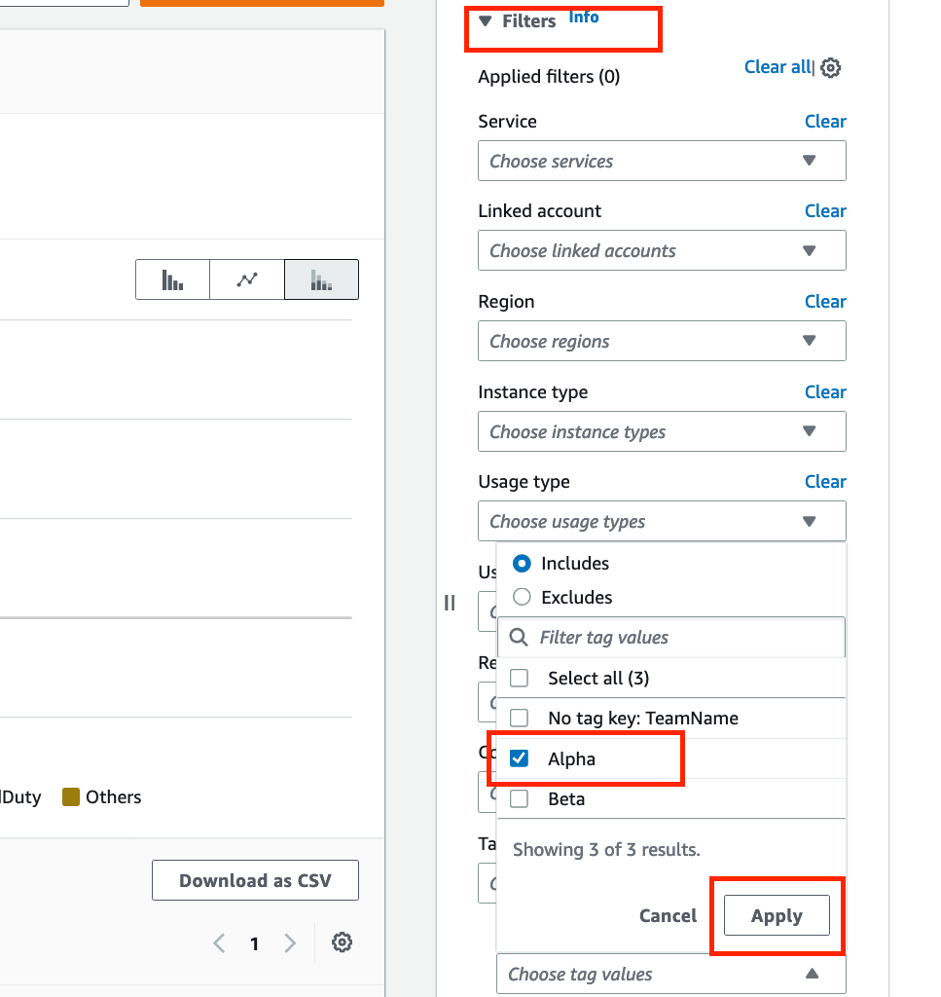 Filters Info
Applied filters (0)
Clear all|
Service
Clear
Choose services
Linked account
Clear
Choose linked accounts
Region
Clear
Choose regions
Instance type
Clear
Choose instance types
Usage type
Clear
Choose usage types
Includes
Us
Excludes
Filter tag values
Re
Select all (3)
No tag key: TeamName
Co
Alpha
Beta
Ta
Showing 3 of 3 results.
Cancel
Apply
Choose tag values
Duty
Others
Download as CSV
1